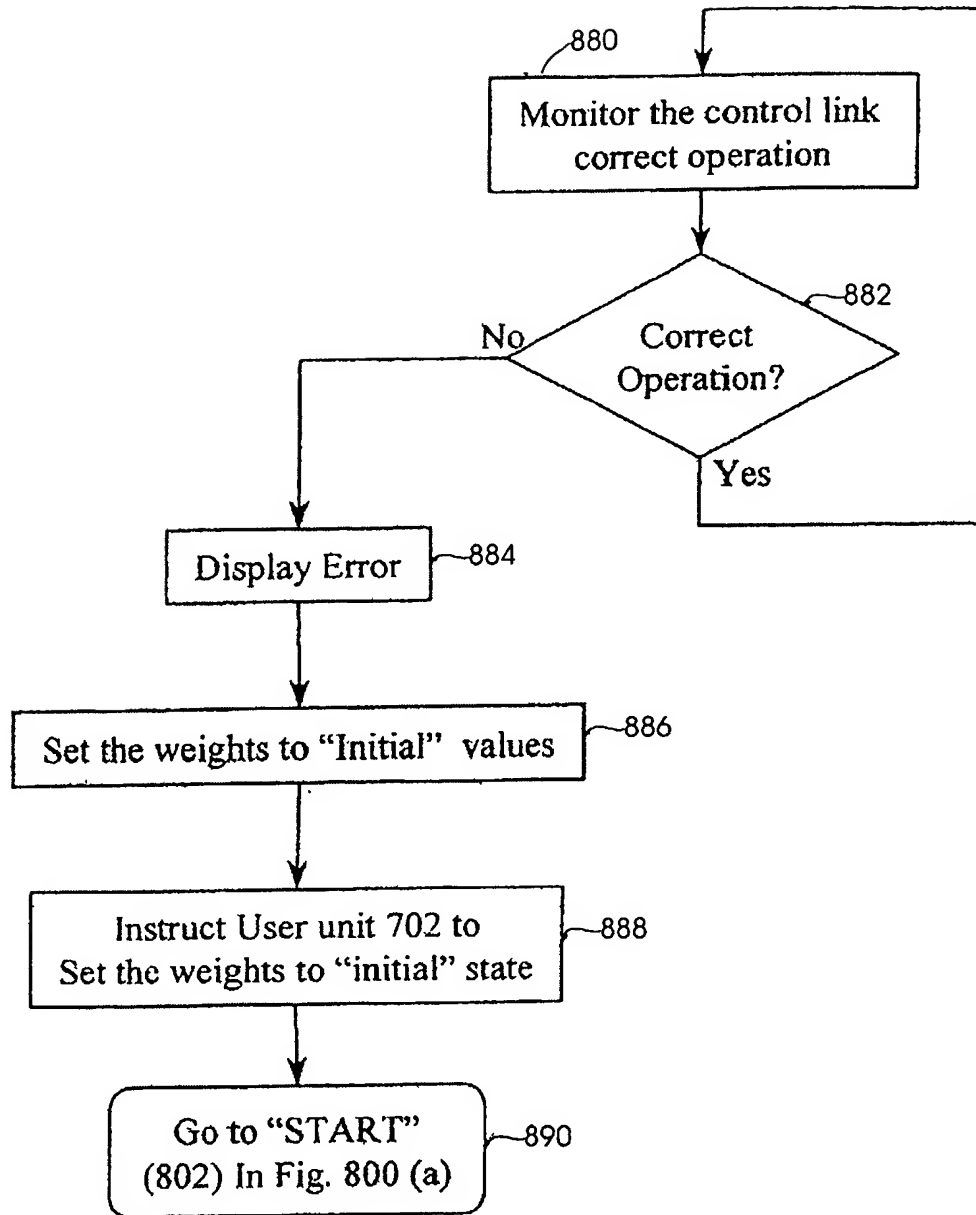 880
Monitor the control link
correct operation
882
Correct
Operation?
No
Yes
Display Error
884
Set the weights to “Initial” values
886
Instruct User unit 702 to
Set the weights to “initial” state
888
Go to “START”
(802) In Fig. 800 (a)
890